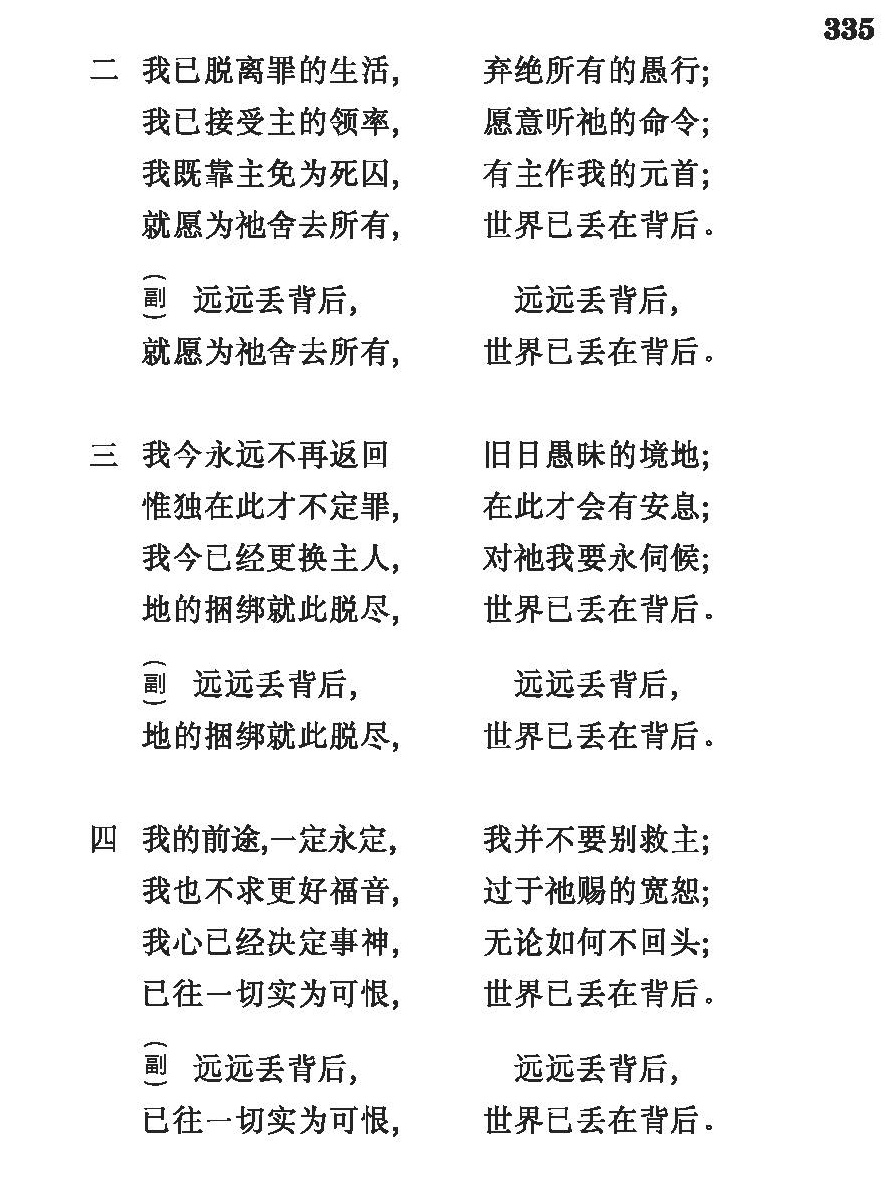 335
二 我已脱离罪的生活, 弃绝所有的愚行;
我已接受主的领率, 愿意听祂的命令;
我既靠主免为死囚, 有主作我的元首;
就愿为祂舍去所有, 世界已丢在背后。
(副) 远远丢背后, 远远丢背后,
就愿为祂舍去所有, 世界已丢在背后。
三 我今永远不再返回 旧日愚昧的境地;
惟独在此才不定罪, 在此才会有安息;
我今已经更换主人, 对祂我要永伺候;
地的捆绑就此脱尽, 世界已丢在背后。
(副) 远远丢背后, 远远丢背后,
地的捆绑就此脱尽, 世界已丢在背后。
四 我的前途,一定永定, 我并不要别救主;
我也不求更好福音, 过于祂赐的宽恕;
我心已经决定事神, 无论如何不回头;
已往一切实为可恨, 世界已丢在背后。
(副) 远远丢背后, 远远丢背后,
已往一切实为可恨, 世界已丢在背后。